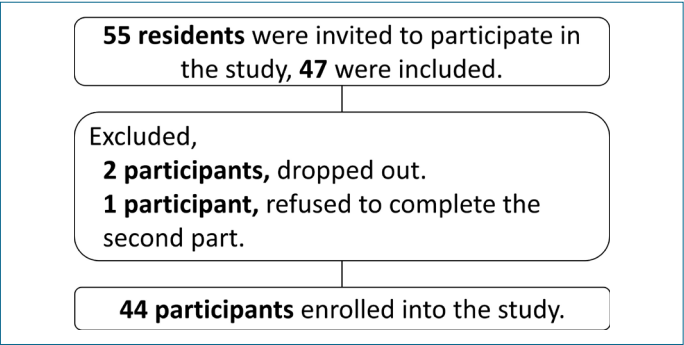 55 residents were invited to participate in
the study, 47 were included.
Excluded,
2 participants, dropped out.
1 participant, refused to complete the
second part.
44 participants enrolled into the study.